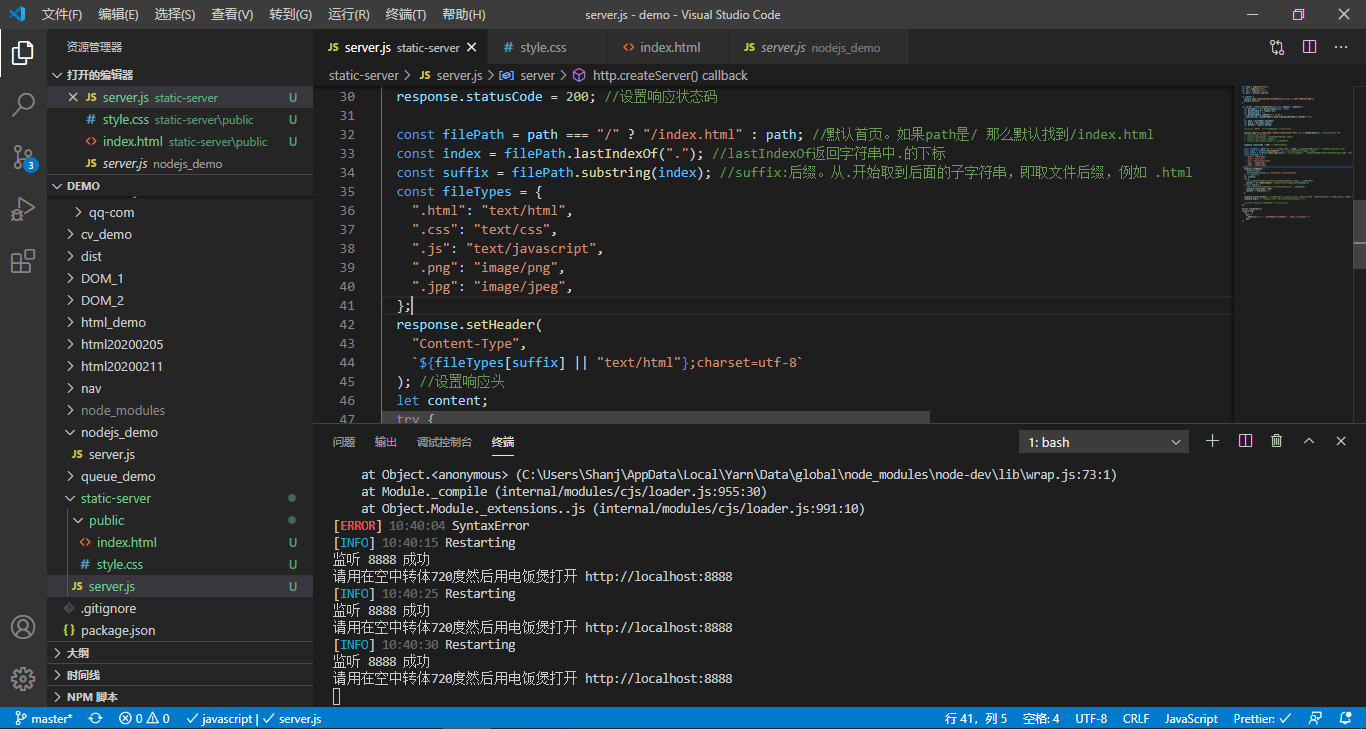 文件(F) 编辑(E) 选择(S) 查看(V) 转到(G) 运行(R) 终端(T) 帮助(H) server.js - demo - Visual Studio Code
资源管理器
打开的编辑器
JS server.js static-server U
# style.css static-server\public U
<> index.html static-server\public U
JS server.js nodejs_demo
3
DEMO
qq-com
cv_demo
dist
DOM_1
DOM_2
html_demo
html20200205
html20200211
nav
node_modules
nodejs_demo
JS server.js
queue_demo
static-server
public
<> index.html U
# style.css U
JS server.js U
.gitignore
{} package.json
大纲
时间线
NPM 脚本
JS server.js static-server # style.css <> index.html JS server.js nodejs_demo
static-server > JS server.js > server > http.createServer() callback
30 response.statusCode = 200; //设置响应状态码
31
32 const filePath = path === "/" ? "/index.html" : path; //默认首页。如果path是/ 那么默认找到/index.html
33 const index = filePath.lastIndexOf("."); //lastIndexOf返回字符串中.的下标
34 const suffix = filePath.substring(index); //suffix:后缀。从.开始取到后面的子字符串，即取文件后缀，例如 .html
35 const fileTypes = {
36 ".html": "text/html",
37 ".css": "text/css",
38 ".js": "text/javascript",
39 ".png": "image/png",
40 ".jpg": "image/jpeg",
41 };
42 response.setHeader(
43 "Content-Type",
44 `${fileTypes[suffix] || "text/html"};charset=utf-8`
45 ); //设置响应头
46 let content;
47 try {
问题 输出 调试控制台 终端 1: bash
at Object.<anonymous> (C:\Users\Shanj\AppData\Local\Yarn\Data\global\node_modules\node-dev\lib\wrap.js:73:1)
at Module._compile (internal/modules/cjs/loader.js:955:30)
at Object.Module._extensions..js (internal/modules/cjs/loader.js:991:10)
[ERROR] 10:40:04 SyntaxError
[INFO] 10:40:15 Restarting
监听 8888 成功
请用在空中转体720度然后用电饭煲打开 http://localhost:8888
[INFO] 10:40:25 Restarting
监听 8888 成功
请用在空中转体720度然后用电饭煲打开 http://localhost:8888
[INFO] 10:40:30 Restarting
监听 8888 成功
请用在空中转体720度然后用电饭煲打开 http://localhost:8888
master* 0 0 javascript | server.js 行 41，列 5 空格: 4 UTF-8 CRLF JavaScript Prettier: